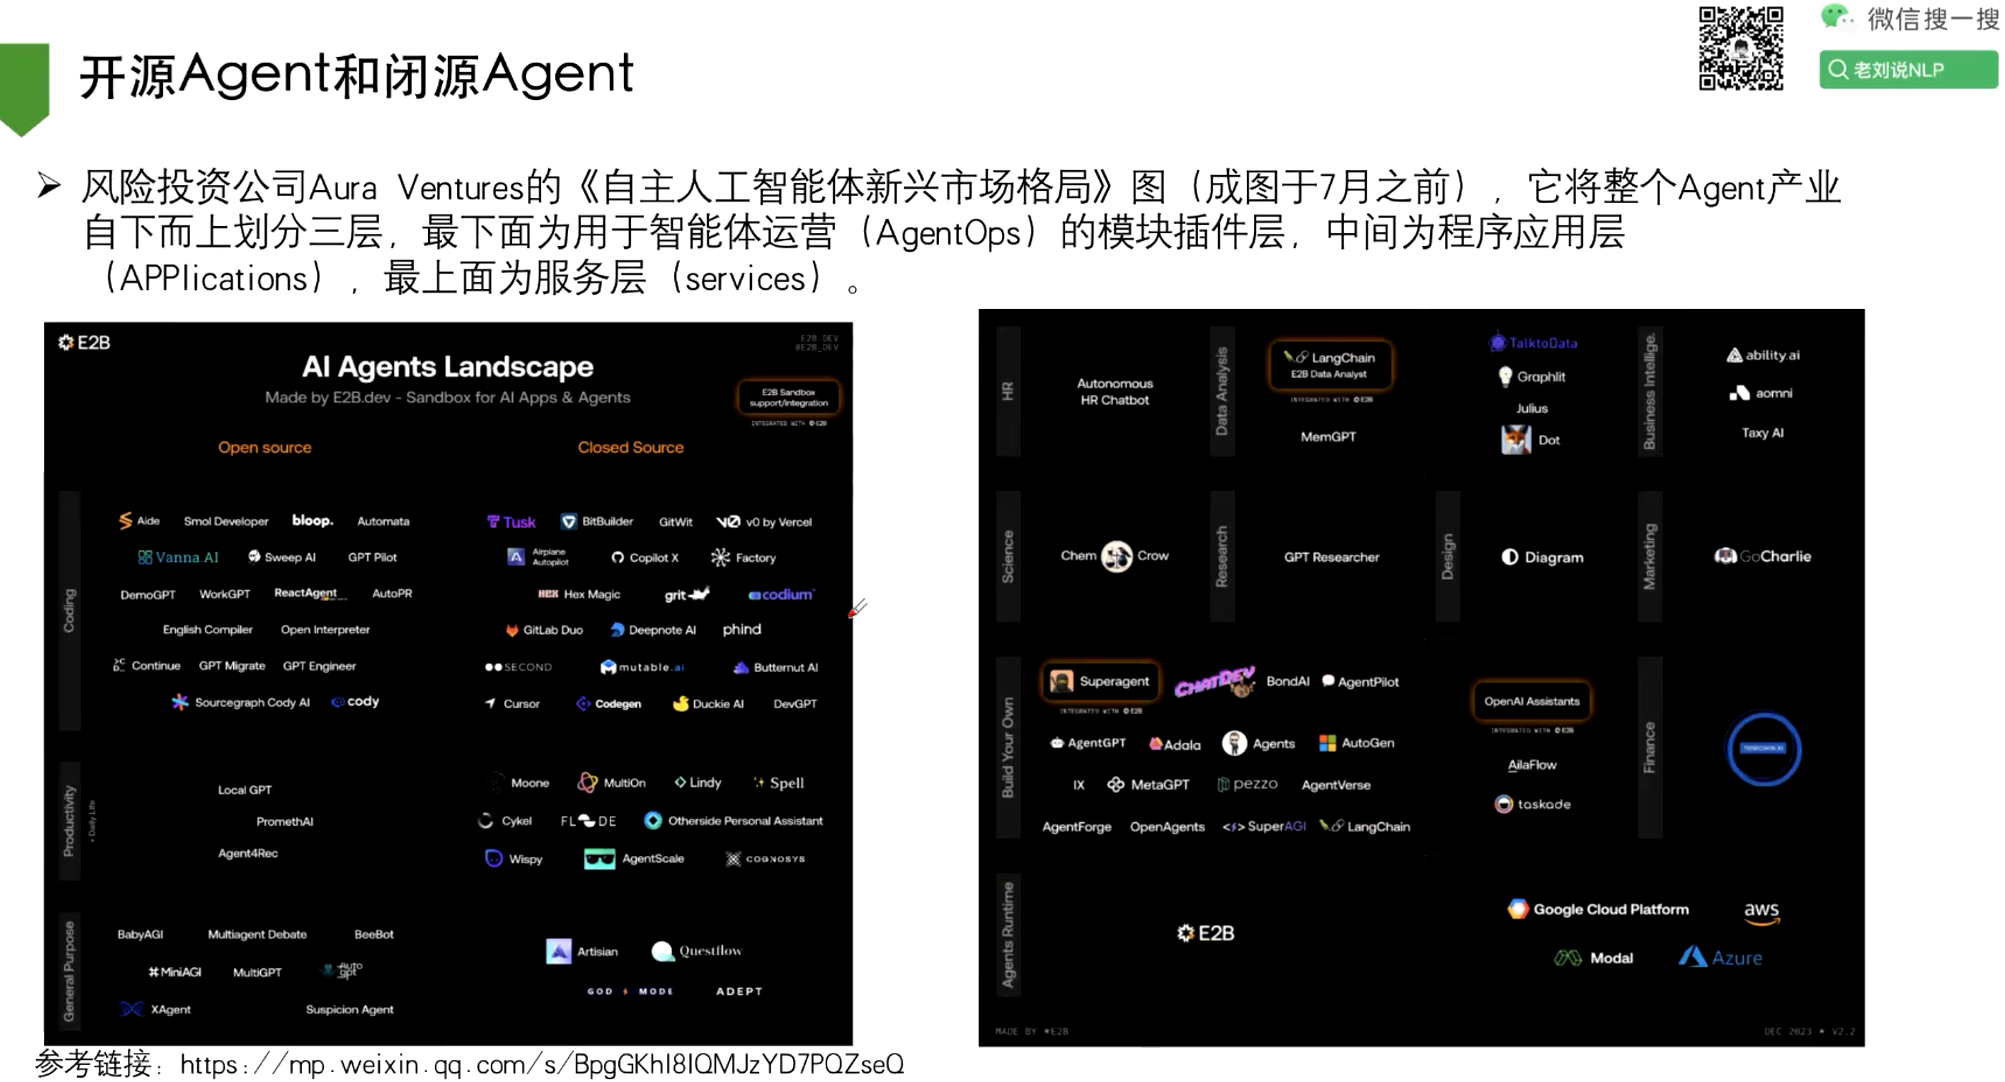 微信搜一搜
老刘说NLP
开源Agent和闭源Agent
风险投资公司Aura Ventures的《自主人工智能体新兴市场格局》图（成图于7月之前），它将整个Agent产业
自下而上划分三层，最下面为用于智能体运营（AgentOps）的模块插件层，中间为程序应用层
（APPlications），最上面为服务层（services）。
E2B
E2B.DEV
@E2B_DEV
AI Agents Landscape
Made by E2B.dev - Sandbox for AI Apps & Agents
E2B Sandbox
support/integration
INTEGRATED WITH E2B
Open source
Closed Source
Coding
Aide Smol Developer bloop. Automata
Vanna AI Sweep AI GPT Pilot
DemoGPT WorkGPT ReactAgent AutoPR
English Compiler Open Interpreter
Continue GPT Migrate GPT Engineer
Sourcegraph Cody AI cody
Tusk BitBuilder GitWit v0 by Vercel
Airplane Autopilot Copilot X Factory
HEX Hex Magic grit codium
GitLab Duo Deepnote AI phind
SECOND mutable.ai Butternut AI
Cursor Codegen Duckie AI DevGPT
Productivity
+ Daily Life
Local GPT
PromethAI
Agent4Rec
Moone MultiOn Lindy Spell
Cykel FL DE Otherside Personal Assistant
Wispy AgentScale COGNOSYS
General Purpose
BabyAGI Multiagent Debate BeeBot
MiniAGI MultiGPT Auto gpt
XAgent Suspicion Agent
Artisian Questflow
GOD MODE ADEPT
HR
Autonomous
HR Chatbot
Data Analysis
LangChain
E2B Data Analyst
INTEGRATED WITH E2B
MemGPT
TalktoData
Graphlit
Julius
Dot
Business Intellige.
ability.ai
aomni
Taxy AI
Science
Chem Crow
Research
GPT Researcher
Design
Diagram
Marketing
GoCharlie
Build Your Own
Superagent CHATDEV BondAI AgentPilot
INTEGRATED WITH E2B
AgentGPT Adala Agents AutoGen
IX MetaGPT pezzo AgentVerse
AgentForge OpenAgents SuperAGI LangChain
OpenAI Assistants
INTEGRATED WITH E2B
AilaFlow
taskade
Finance
Agents Runtime
E2B
Google Cloud Platform aws
Modal Azure
MADE BY E2B
DEC 2023 • V2.2
参考链接：https://mp.weixin.qq.com/s/BpgGKhI8IQMJzYD7PQZseQ